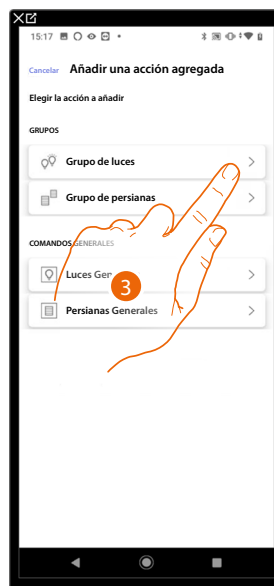 15:17
Cancelar Añadir una acción agregada
Elegir la acción a añadir
GRUPOS
Grupo de luces
Grupo de persianas
COMANDOS GENERALES
Luces Gen
3
Persianas Generales